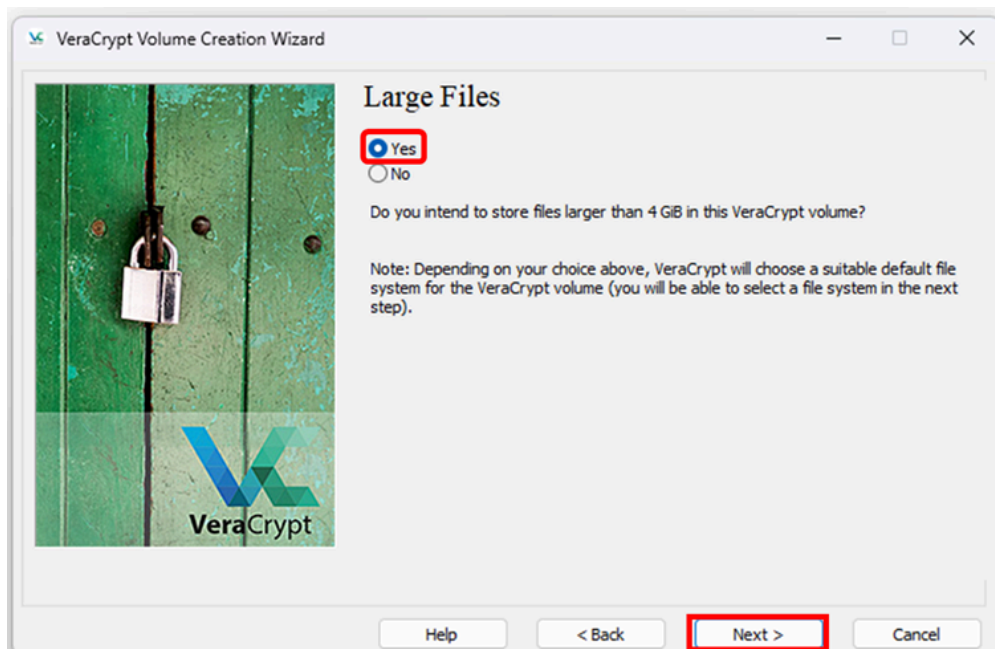 VeraCrypt Volume Creation Wizard
Large Files
Yes
No
Do you intend to store files larger than 4 GiB in this VeraCrypt volume?
Note: Depending on your choice above, VeraCrypt will choose a suitable default file
system for the VeraCrypt volume (you will be able to select a file system in the next
step).
VeraCrypt
Help
< Back
Next >
Cancel